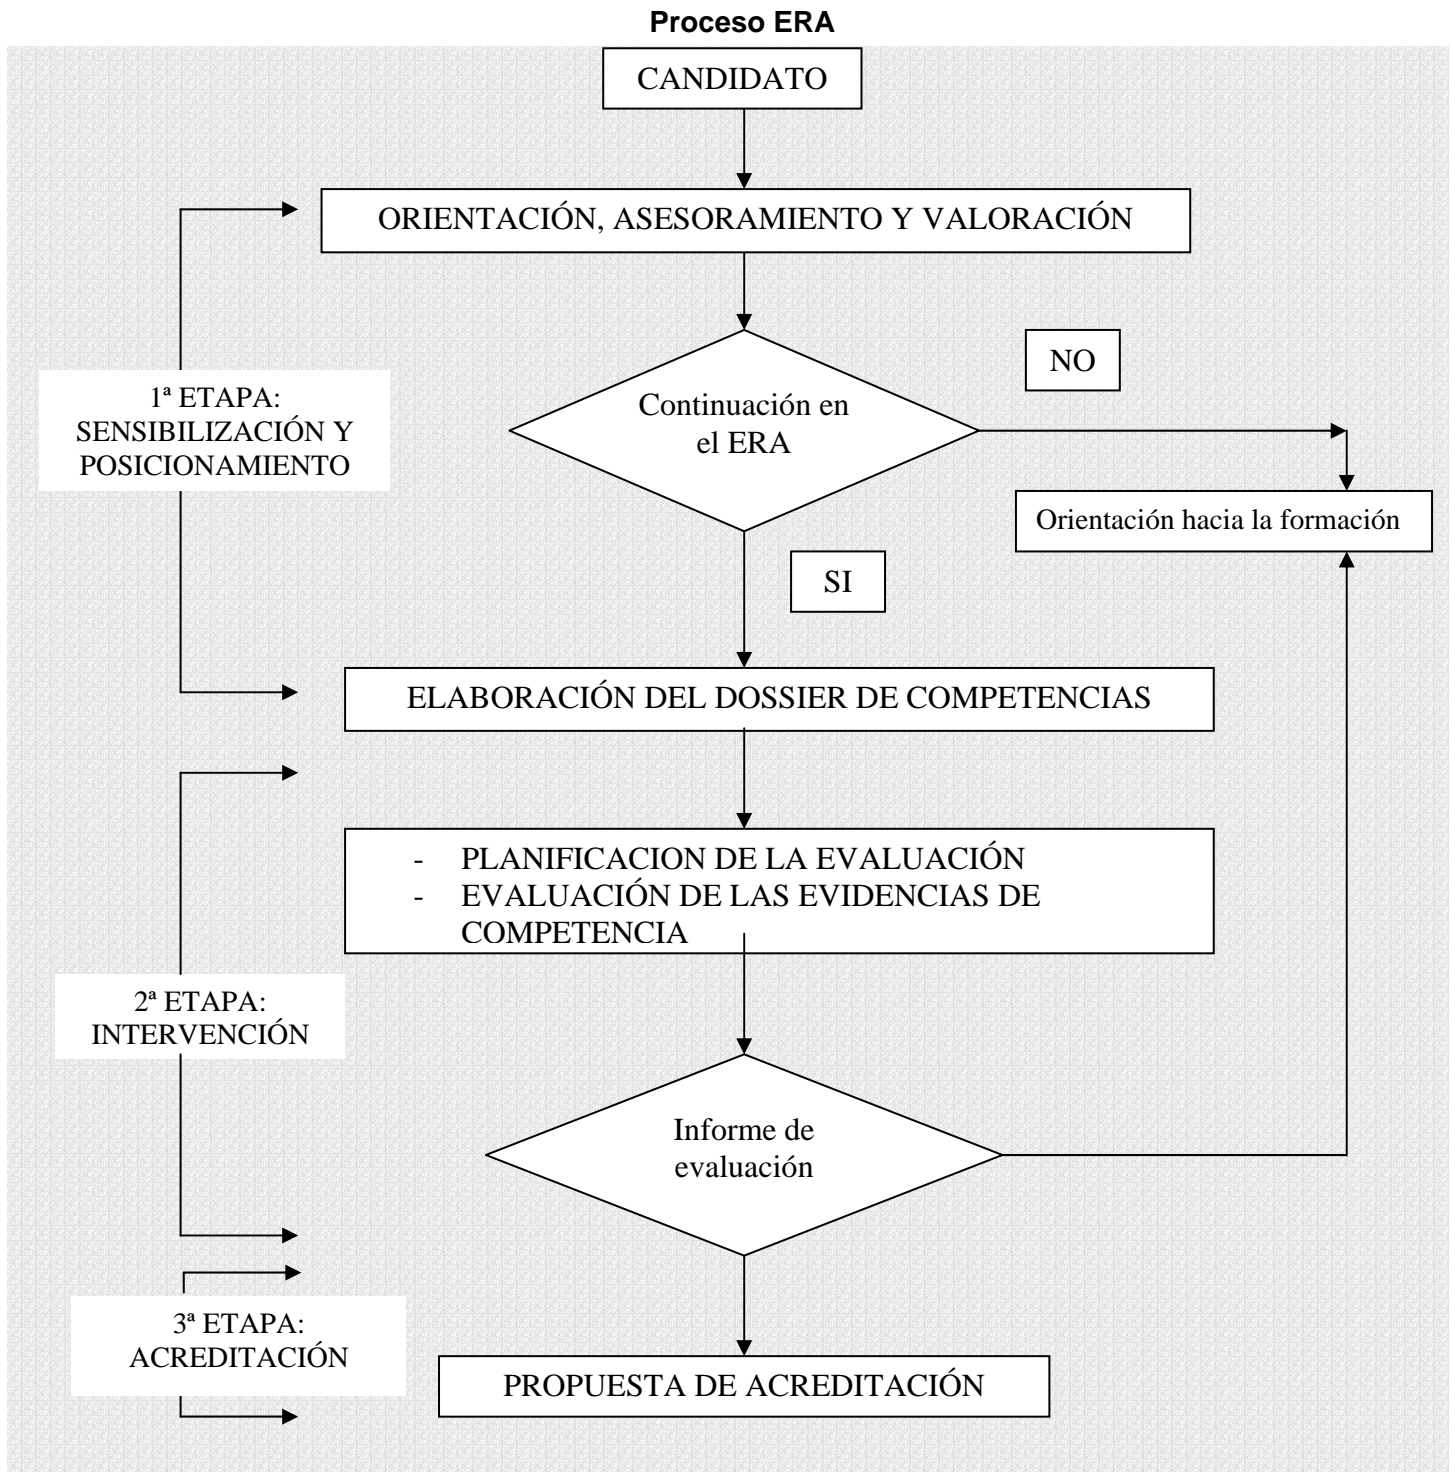 Proceso ERA
CANDIDATO
ORIENTACIÓN, ASESORAMIENTO Y VALORACIÓN
NO
1ª ETAPA:
SENSIBILIZACIÓN Y
POSICIONAMIENTO
Continuación en
el ERA
Orientación hacia la formación
SI
ELABORACIÓN DEL DOSSIER DE COMPETENCIAS
- PLANIFICACION DE LA EVALUACIÓN
- EVALUACIÓN DE LAS EVIDENCIAS DE
COMPETENCIA
2ª ETAPA:
INTERVENCIÓN
Informe de
evaluación
3ª ETAPA:
ACREDITACIÓN
PROPUESTA DE ACREDITACIÓN